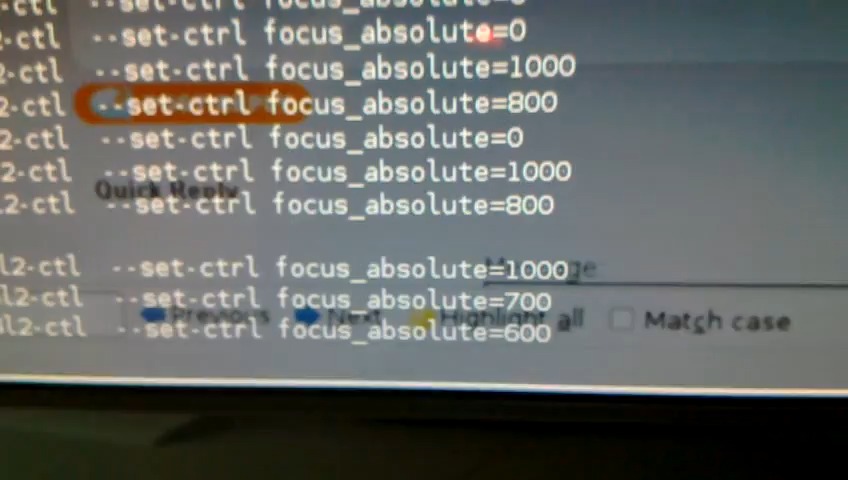 --set-ctrl focus_absolute=0
2-ctl --set-ctrl focus_absolute=1000
2-ctl --set-ctrl focus_absolute=800
2-ctl --set-ctrl focus_absolute=0
2-ctl --set-ctrl focus_absolute=1000
Quick Reply
l2-ctl --set-ctrl focus_absolute=800
l2-ctl --set-ctrl focus_absolute=1000
l2-ctl --set-ctrl focus_absolute=700
Previous Next Highlight all Match case
4l2-ctl --set-ctrl focus_absolute=600